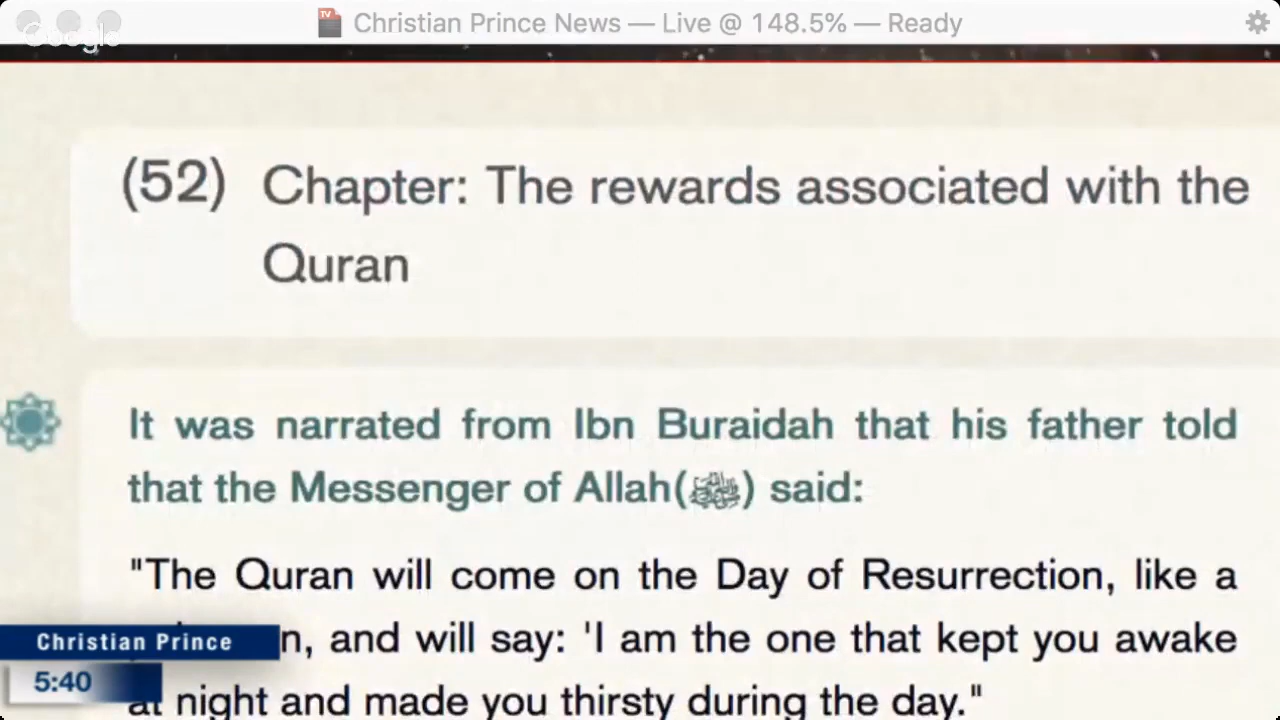 Christian Prince News — Live @ 148.5% — Ready
Google
(52) Chapter: The rewards associated with the
Quran
It was narrated from Ibn Buraidah that his father told
that the Messenger of Allah(ﷺ) said:
"The Quran will come on the Day of Resurrection, like a
and will say: 'I am the one that kept you awake
at night and made you thirsty during the day."
Christian Prince
5:40